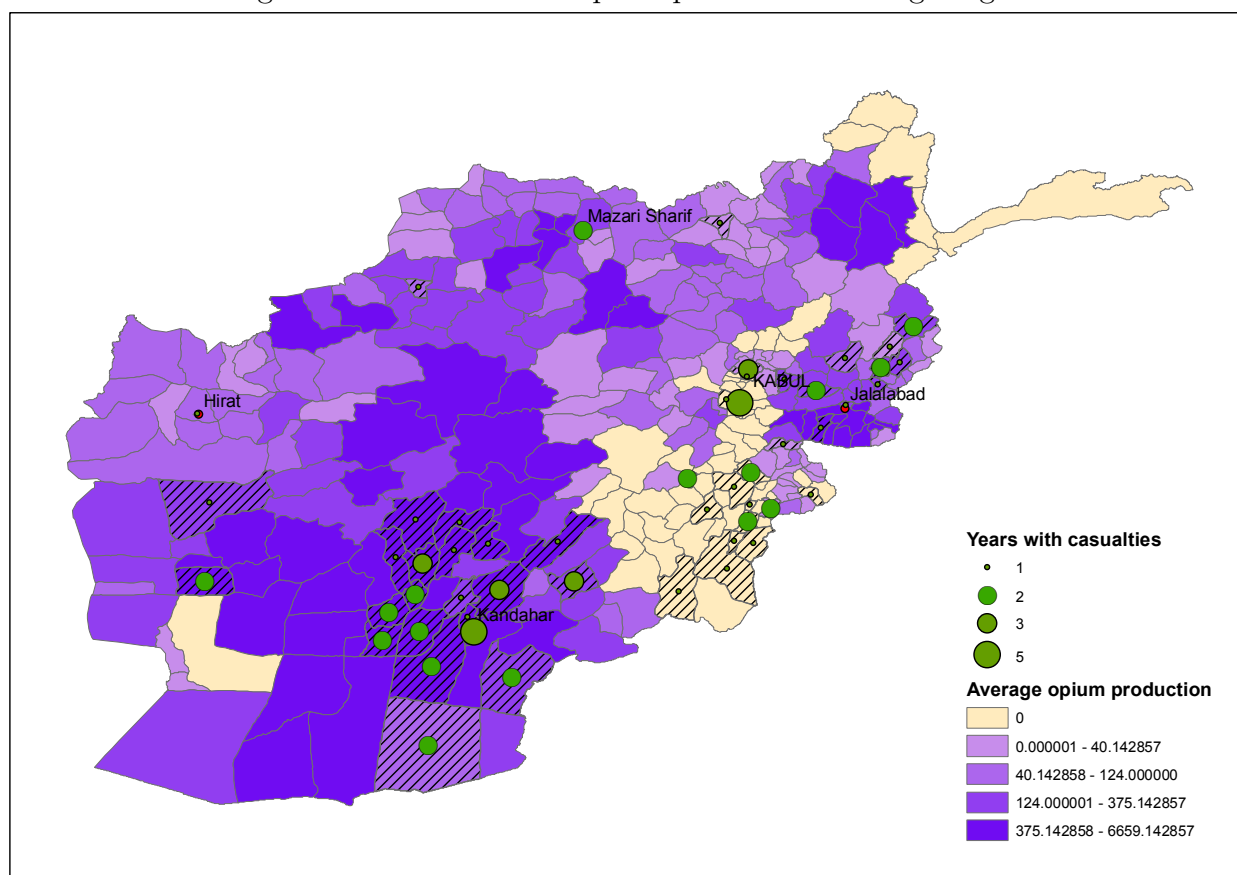 Mazari Sharif
KABUL
Jalalabad
Hirat
Kandahar
Years with casualties
1
2
3
5
Average opium production
0
0.000001 - 40.142857
40.142858 - 124.000000
124.000001 - 375.142857
375.142858 - 6659.142857